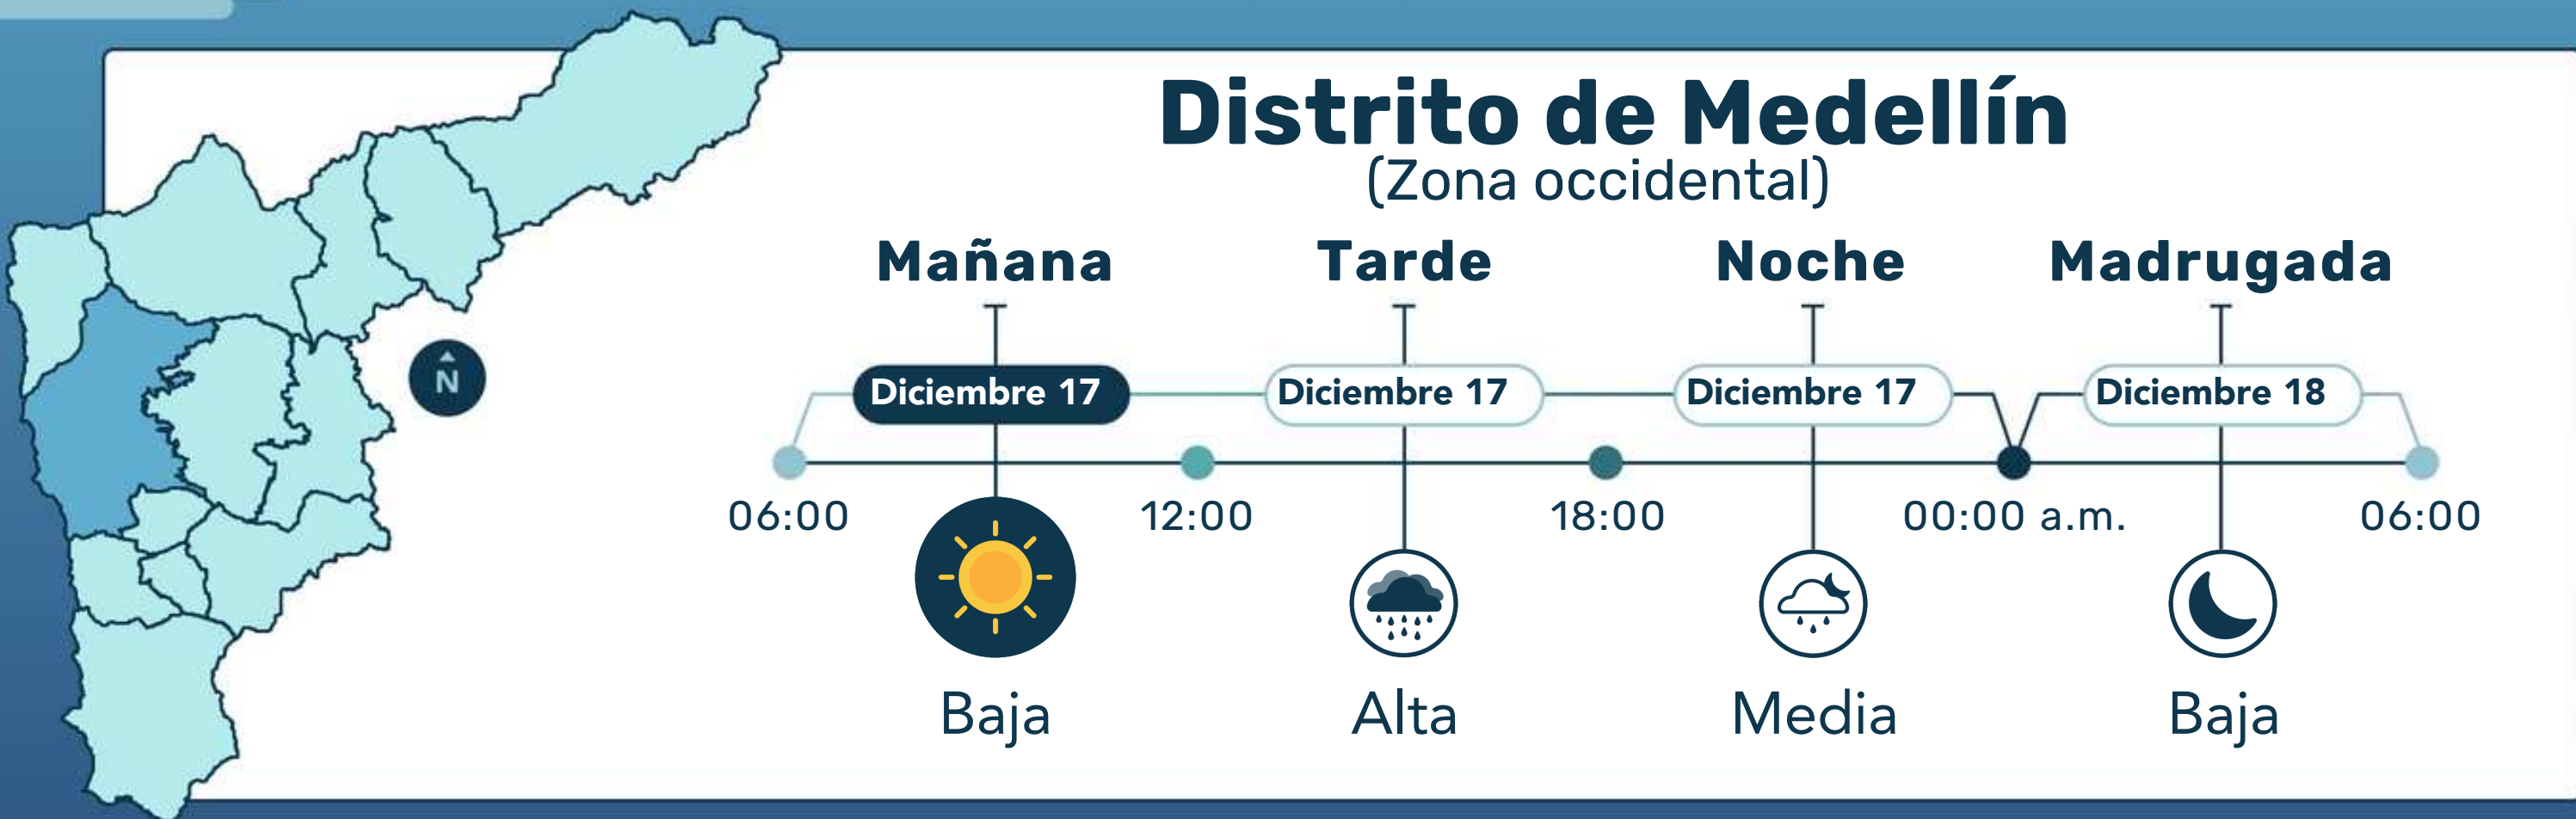 Distrito de Medellín
(Zona occidental)
Mañana Tarde Noche Madrugada
Diciembre 17 Diciembre 17 Diciembre 17 Diciembre 18
N
06:00 12:00 18:00 00:00 a.m. 06:00
Baja Alta Media Baja